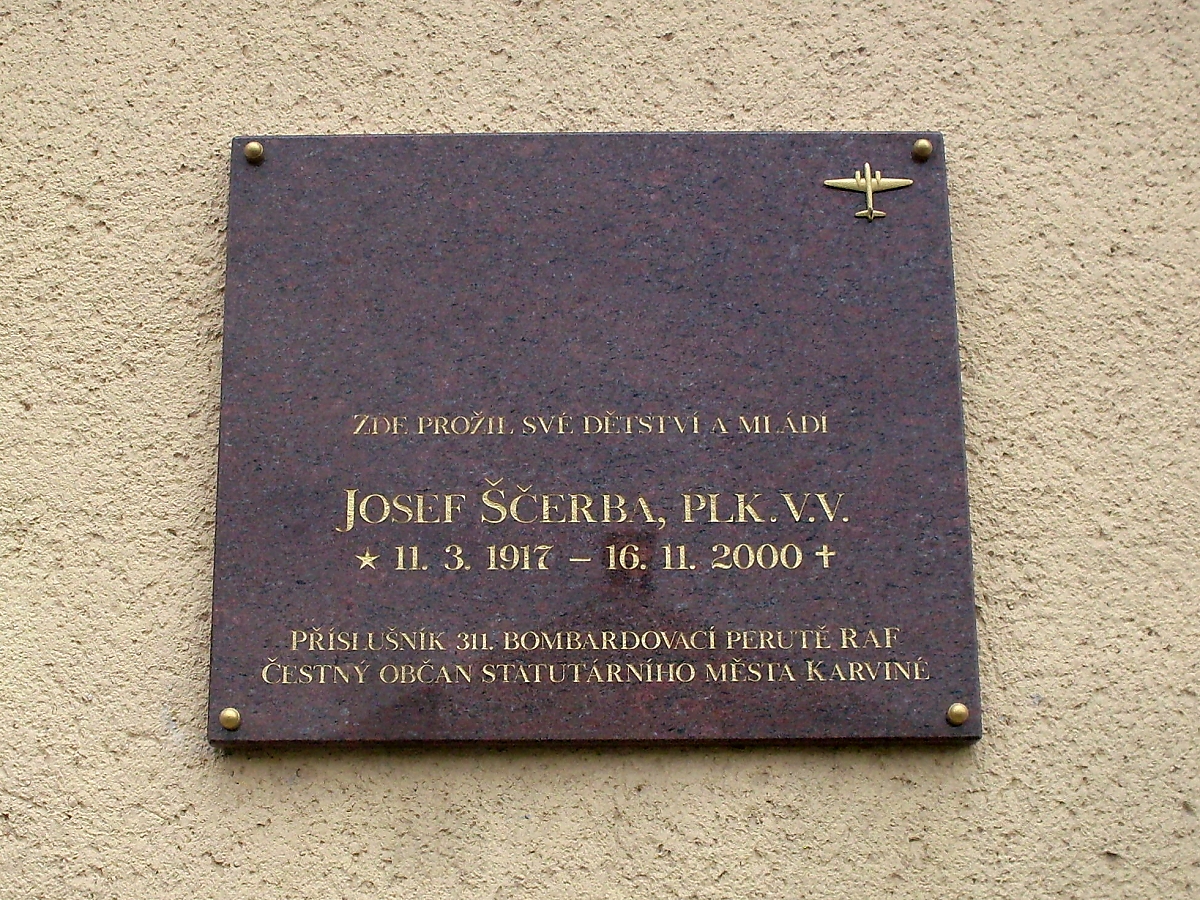 Zde prožil své dětství a mládí
Josef Ščerba, plk. v.v.
★ 11. 3. 1917 – 16. 11. 2000 ✝
Příslušník 311. bombardovací perutě RAF
Čestný občan statutárního města Karviné